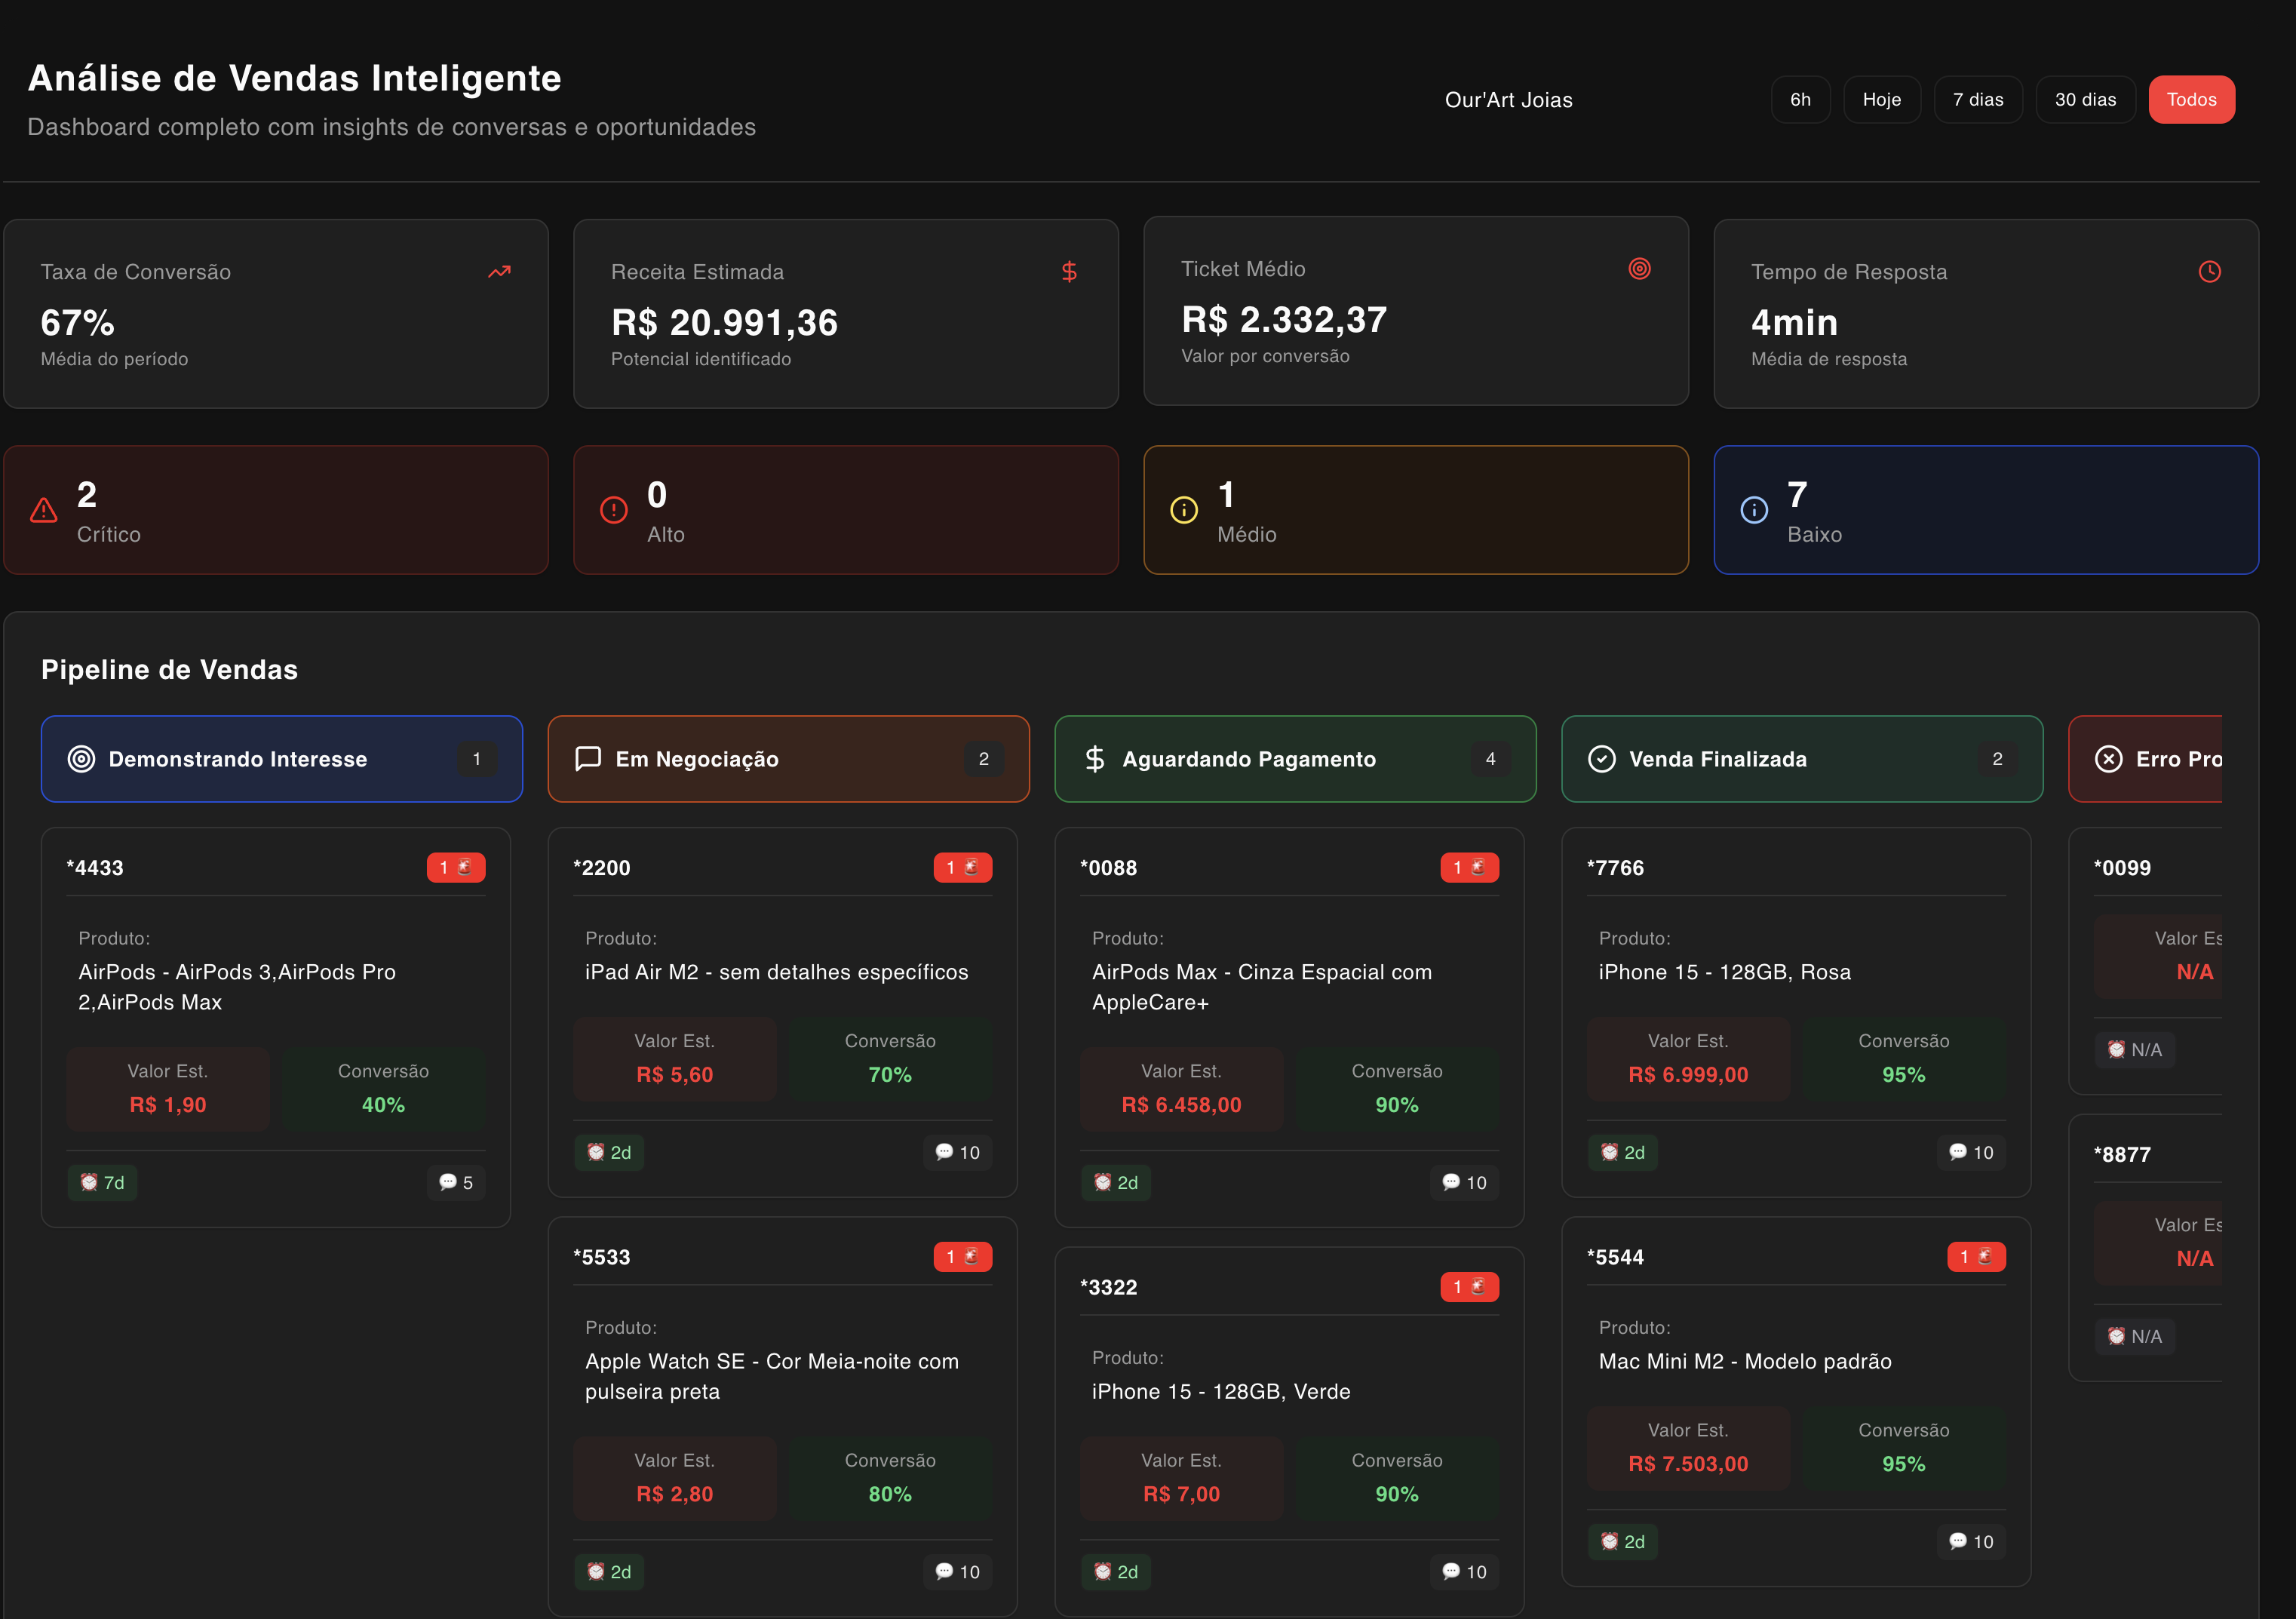 Análise de Vendas Inteligente
Dashboard completo com insights de conversas e oportunidades
Our'Art Joias
6h
Hoje
7 dias
30 dias
Todos
Taxa de Conversão
67%
Média do período
Receita Estimada
R$ 20.991,36
Potencial identificado
Ticket Médio
R$ 2.332,37
Valor por conversão
Tempo de Resposta
4min
Média de resposta
2
Crítico
0
Alto
1
Médio
7
Baixo
Pipeline de Vendas
Demonstrando Interesse
1
*4433
1
Produto:
AirPods - AirPods 3,AirPods Pro
2,AirPods Max
Valor Est.
R$ 1,90
Conversão
40%
7d
5
Em Negociação
2
*2200
1
Produto:
iPad Air M2 - sem detalhes específicos
Valor Est.
R$ 5,60
Conversão
70%
2d
10
*5533
1
Produto:
Apple Watch SE - Cor Meia-noite com
pulseira preta
Valor Est.
R$ 2,80
Conversão
80%
2d
10
Aguardando Pagamento
4
*0088
1
Produto:
AirPods Max - Cinza Espacial com
AppleCare+
Valor Est.
R$ 6.458,00
Conversão
90%
2d
10
*3322
1
Produto:
iPhone 15 - 128GB, Verde
Valor Est.
R$ 7,00
Conversão
90%
2d
10
Venda Finalizada
2
*7766
Produto:
iPhone 15 - 128GB, Rosa
Valor Est.
R$ 6.999,00
Conversão
95%
2d
10
*5544
1
Produto:
Mac Mini M2 - Modelo padrão
Valor Est.
R$ 7.503,00
Conversão
95%
2d
10
Erro Pro
*0099
Valor Es
N/A
N/A
*8877
Valor Es
N/A
N/A